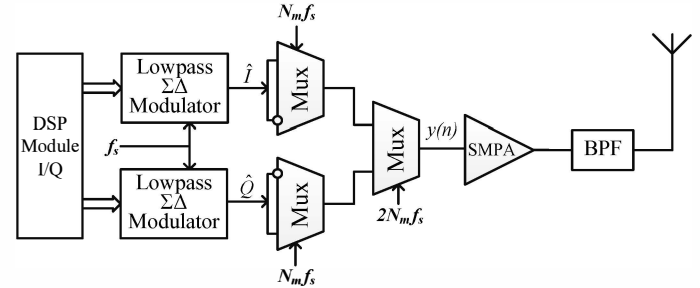 N_m f_s
DSP
Module
I/Q
Lowpass
ΣΔ
Modulator
Î
Mux
f_s
Mux
y(n)
SMPA
BPF
Lowpass
ΣΔ
Modulator
Q̂
Mux
2N_m f_s
N_m f_s